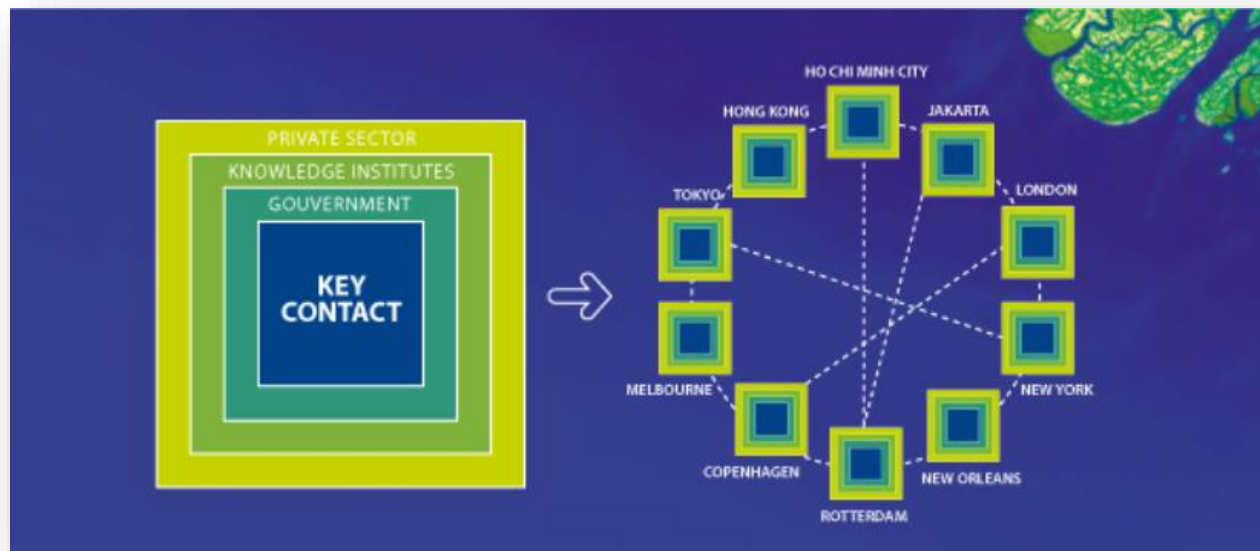 PRIVATE SECTOR
KNOWLEDGE INSTITUTES
GOUVERNMENT
KEY
CONTACT
HO CHI MINH CITY
HONG KONG
JAKARTA
TOKYO
LONDON
MELBOURNE
NEW YORK
COPENHAGEN
NEW ORLEANS
ROTTERDAM